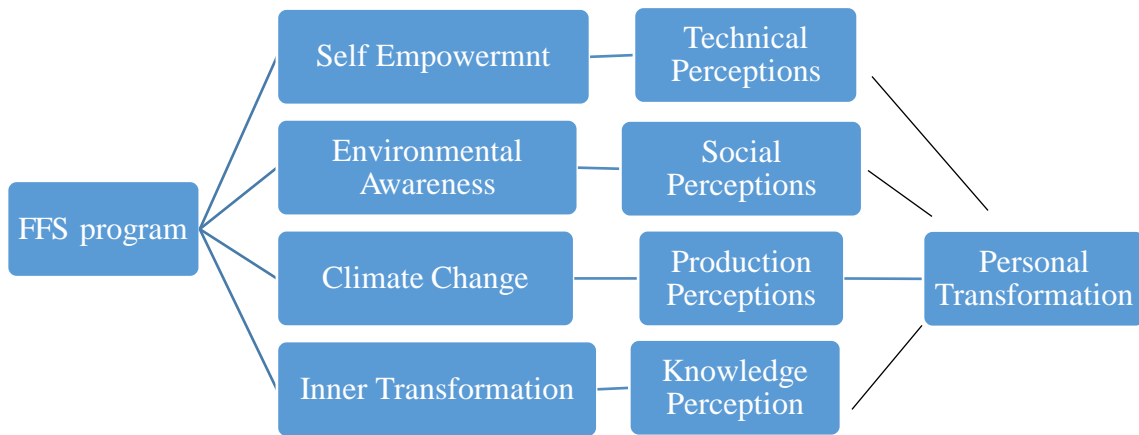 Self Empowermnt
Technical
Perceptions
Environmental
Awareness
Social
Perceptions
FFS program
Climate Change
Production
Perceptions
Personal
Transformation
Inner Transformation
Knowledge
Perception